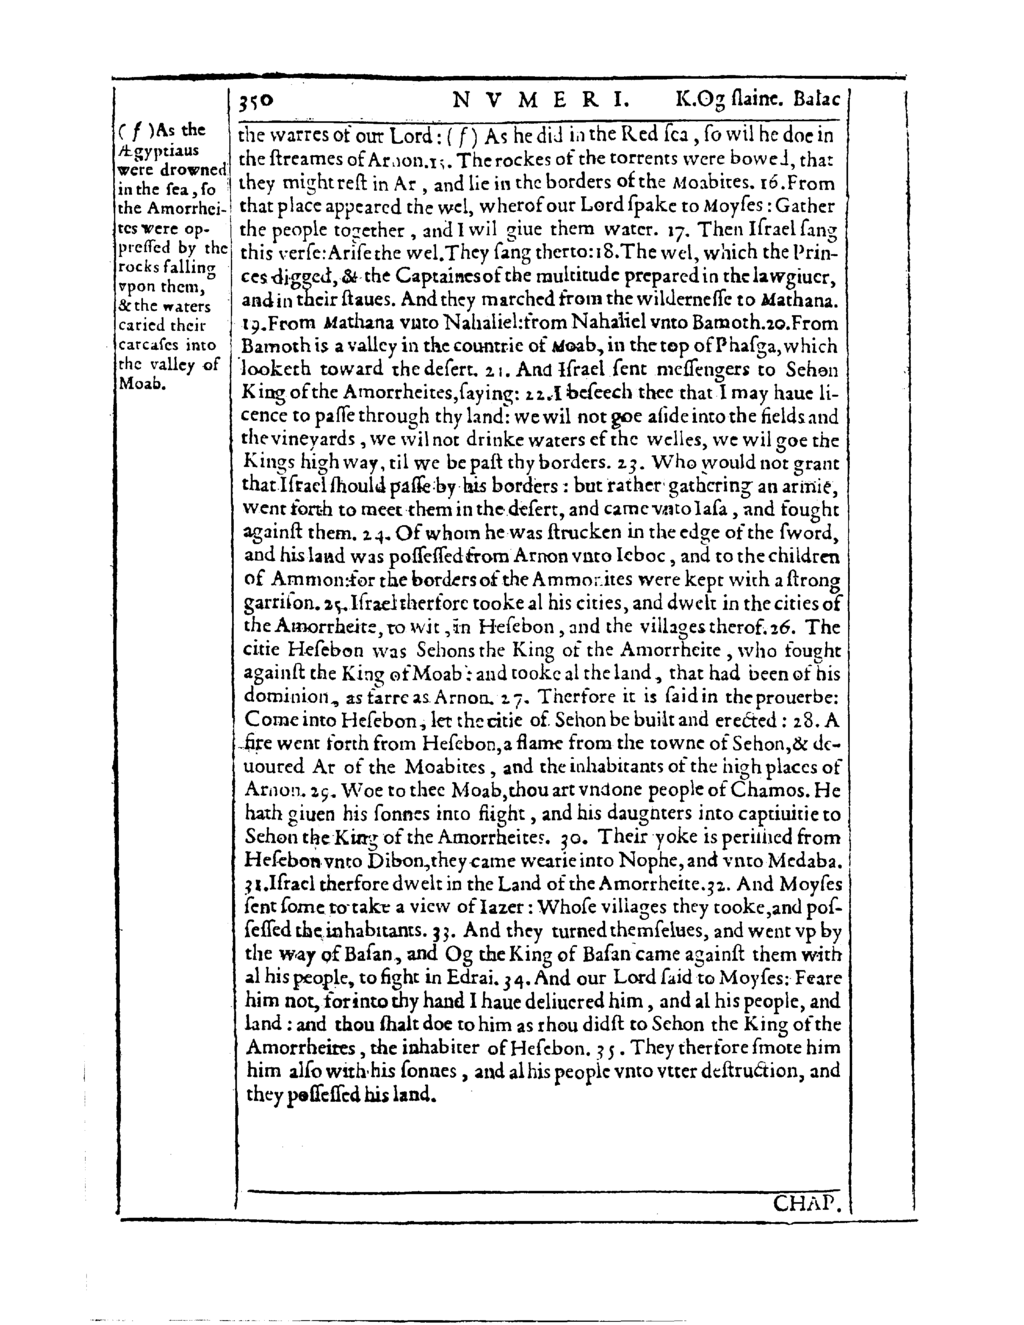 350 N V M E R I. K.Og ſlaine. Balac
( f )As the
Ægyptians
were drowned
in the ſea, ſo
the Amorrhei-
tes were op-
preſſed by the
rocks falling
vpon them,
& the waters
caried their
carcaſes into
the valley of
Moab.
the warres of our Lord: ( f ) As he did in the Red ſea, ſo wil he doe in
the ſtreames of Arnon. 15. The rockes of the torrents were bowed, that
they might reſt in Ar, and lie in the borders of the Moabites. 16. From
that place appeared the wel, wherof our Lord ſpake to Moyſes: Gather
the people together, and I wil giue them water. 17. Then Iſrael ſang
this verſe: Ariſe the wel. They ſang therto: 18. The wel, which the Prin-
ces digged, & the Captaines of the multitude prepared in the lawgiuer,
and in their ſtaues. And they marched from the wilderneſſe to Mathana.
19. From Mathana vnto Nahaliel: from Nahaliel vnto Bamoth. 20. From
Bamoth is a valley in the countrie of Moab, in the top of Phaſga, which
looketh toward the deſert. 21. And Iſrael ſent meſſengers to Sehon
King of the Amorrheites, ſaying: 22. I beſeech thee that I may haue li-
cence to paſſe through thy land: we wil not goe aſide into the fields and
the vineyards, we wil not drinke waters of the welles, we wil goe the
Kings high way, til we be paſt thy borders. 23. Who would not grant
that Iſrael ſhould paſſe by his borders: but rather gathering an armie,
went forth to meet them in the deſert, and came vnto Iaſa, and fought
againſt them. 24. Of whom he was ſtrucken in the edge of the ſword,
and his land was poſſeſſed from Arnon vnto Ieboc, and to the children
of Ammon: for the borders of the Ammonites were kept with a ſtrong
garriſon. 25. Iſrael therfore tooke al his cities, and dwelt in the cities of
the Amorrheite, to wit, in Heſebon, and the villages therof. 26. The
citie Heſebon was Sehons the King of the Amorrheite, who fought
againſt the King of Moab: and tooke al the land, that had been of his
dominion, as farre as Arnon. 27. Therfore it is ſaid in the prouerbe:
Come into Heſebon, let the citie of Sehon be built and erected: 28. A
fire went forth from Heſebon, a flame from the towne of Sehon, & de-
uoured Ar of the Moabites, and the inhabitants of the high places of
Arnon. 29. Woe to thee Moab, thou art vndone people of Chamos. He
hath giuen his ſonnes into flight, and his daughters into captiuitie to
Sehon the King of the Amorrheites. 30. Their yoke is periſhed from
Heſebon vnto Dibon, they came wearie into Nophe, and vnto Medaba.
31. Iſrael therfore dwelt in the Land of the Amorrheite. 32. And Moyſes
ſent ſome to take a view of Iazer: Whoſe villages they tooke, and poſ-
ſeſſed the inhabitants. 33. And they turned themſelues, and went vp by
the way of Baſan, and Og the King of Baſan came againſt them with
al his people, to fight in Edrai. 34. And our Lord ſaid to Moyſes: Feare
him not, for into thy hand I haue deliuered him, and al his people, and
land: and thou ſhalt doe to him as thou didſt to Sehon the King of the
Amorrheites, the inhabiter of Heſebon. 35. They therfore ſmote him
him alſo with his ſonnes, and al his people vnto vtter deſtruction, and
they poſſeſſed his land.
CHAP.